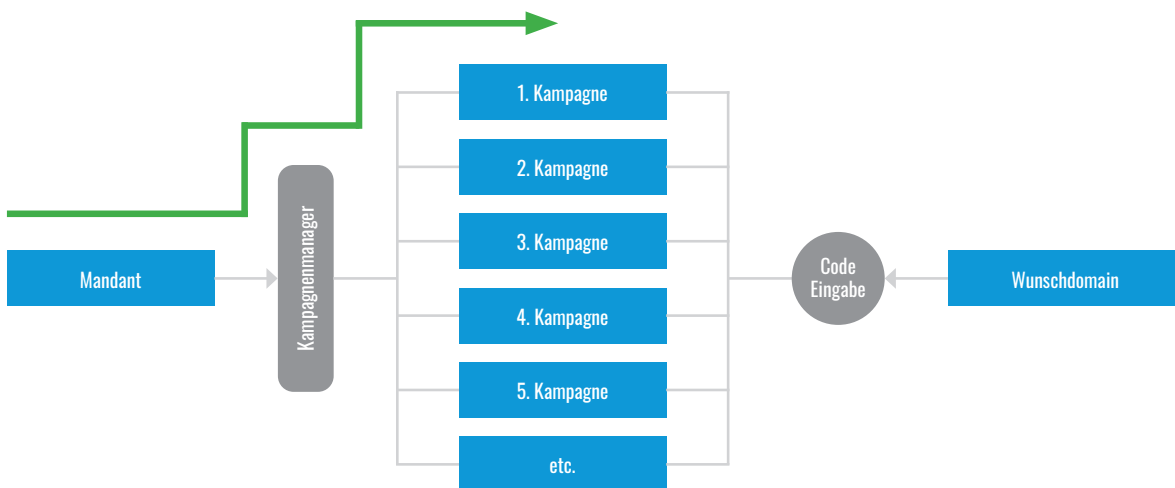 Mandant
Kampagnenmanager
1. Kampagne
2. Kampagne
3. Kampagne
4. Kampagne
5. Kampagne
etc.
Code
Eingabe
Wunschdomain